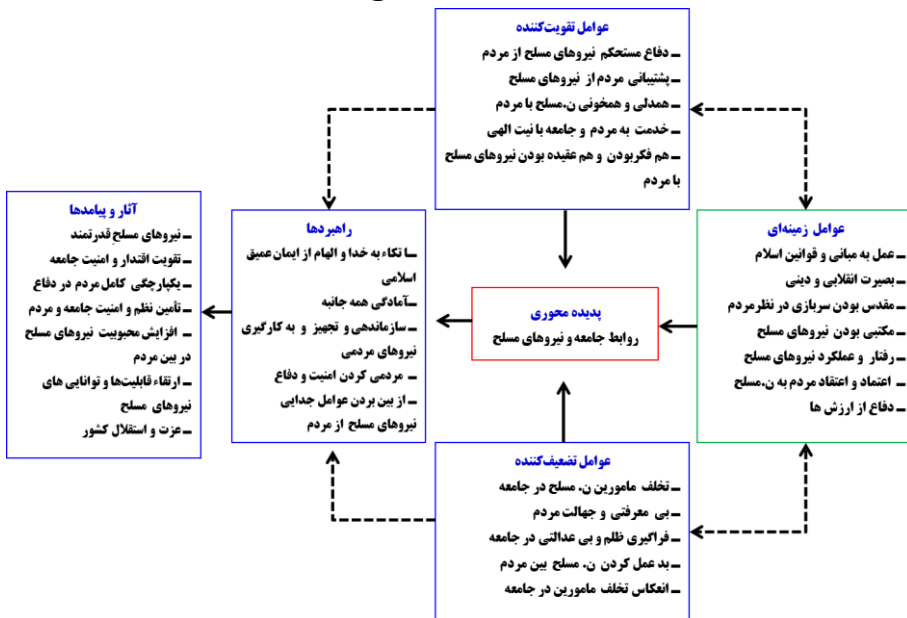 عوامل تقویت‌کننده
ـ دفاع مستحکم نیروهای مسلح از مردم
ـ پشتیبانی مردم از نیروهای مسلح
ـ همدلی و همخونی ن.مسلح با مردم
ـ خدمت به مردم و جامعه با نیت الهی
ـ هم فکربودن و هم عقیده بودن نیروهای مسلح
با مردم
عوامل زمینه‌ای
ـ عمل به مبانی و قوانین اسلام
ـ بصیرت انقلابی و دینی
ـ مقدس بودن سربازی در نظر مردم
ـ مکتبی بودن نیروهای مسلح
ـ رفتار و عملکرد نیروهای مسلح
ـ اعتماد و اعتقاد مردم به ن.مسلح
ـ دفاع از ارزش ها
پدیده محوری
روابط جامعه و نیروهای مسلح
راهبردها
ـا تکاء به خدا و الهام از ایمان عمیق
اسلامی
ـآمادگی همه جانبه
ـ سازماندهی و تجهیز و به کارگیری
نیروهای مردمی
ـ مردمی کردن امنیت و دفاع
ـ از بین بردن عوامل جدایی
نیروهای مسلح از مردم
آثار و پیامدها
ـ نیروهای مسلحِ قدرتمند
ـ تقویت اقتدار و امنیت جامعه
ـ یکپارچگی کامل مردم در دفاع
ـ تأمین نظم و امنیت جامعه و مردم
ـ افزایش محبوبیت نیروهای مسلح
در بین مردم
ـ ارتقاء قابلیت‌ها و توانایی های
نیروهای مسلح
ـ عزت و استقلال کشور
عوامل تضعیف‌کننده
ـ تخلف مامورین ن. مسلح در جامعه
ـ بی معرفتی و جهالت مردم
ـ فراگیری ظلم و بی عدالتی در جامعه
ـ بد عمل کردن ن. مسلح بین مردم
ـ انعکاس تخلف مامورین در جامعه